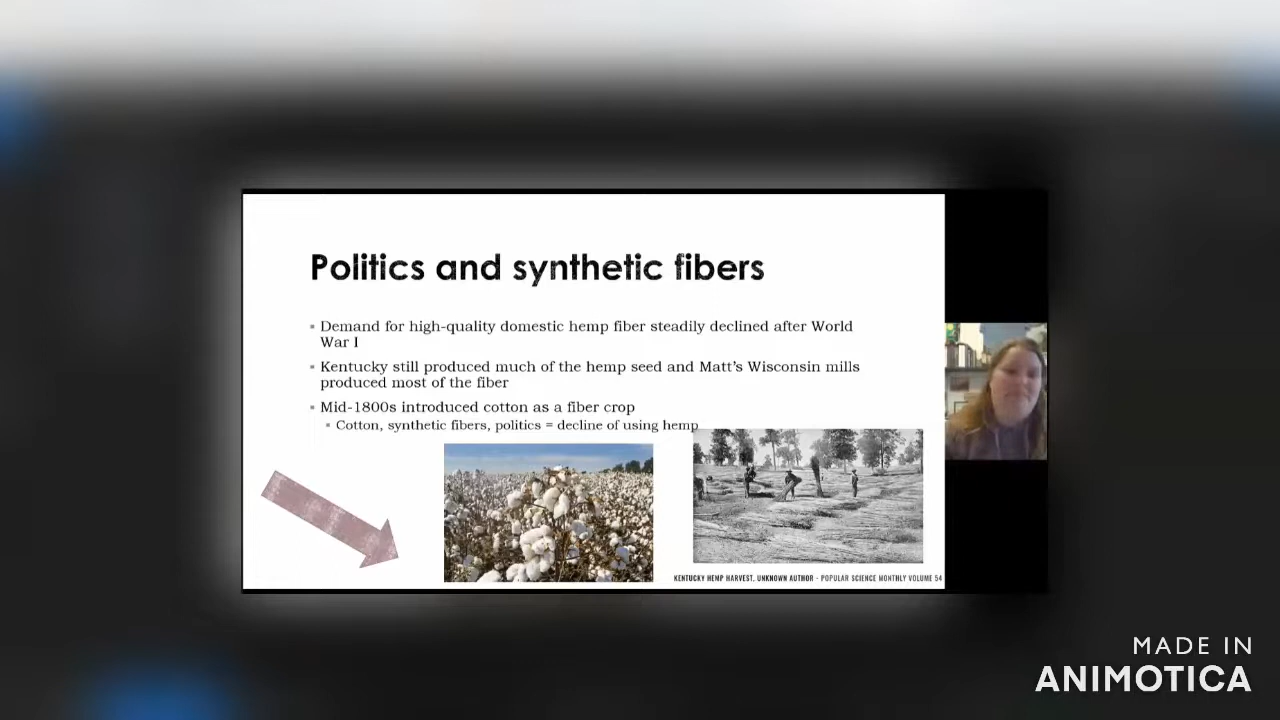 Politics and synthetic fibers
▪ Demand for high-quality domestic hemp fiber steadily declined after World
War I
▪ Kentucky still produced much of the hemp seed and Matt's Wisconsin mills
produced most of the fiber
▪ Mid-1800s introduced cotton as a fiber crop
▪ Cotton, synthetic fibers, politics = decline of using hemp
KENTUCKY HEMP HARVEST. UNKNOWN AUTHOR - POPULAR SCIENCE MONTHLY VOLUME 54
MADE IN
ANIMOTICA